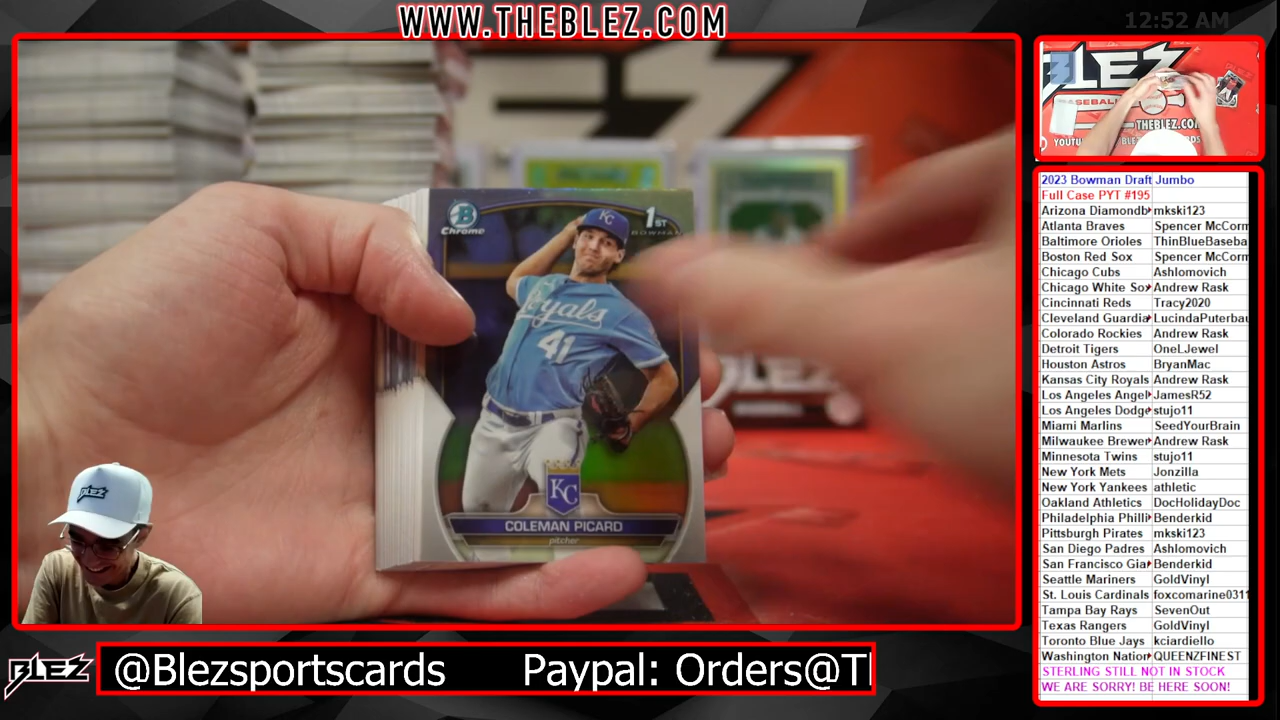 WWW.THEBLEZ.COM
12:52 AM
BLEZ
BASEBALL
THEBLEZ.COM
B
Chrome
1ST
BOWMAN
KC
Royals
41
KC
COLEMAN PICARD
pitcher
BLEZ
BLEZ
2023 Bowman Draft Jumbo
Full Case PYT #195
Arizona Diamondb mkski123
Atlanta Braves Spencer McCorm
Baltimore Orioles ThinBlueBaseba
Boston Red Sox Spencer McCorm
Chicago Cubs Ashlomovich
Chicago White Sox Andrew Rask
Cincinnati Reds Tracy2020
Cleveland Guardia LucindaPuterbau
Colorado Rockies Andrew Rask
Detroit Tigers OneLJewel
Houston Astros BryanMac
Kansas City Royals Andrew Rask
Los Angeles Angel JamesR52
Los Angeles Dodge stujo11
Miami Marlins SeedYourBrain
Milwaukee Brewer Andrew Rask
Minnesota Twins stujo11
New York Mets Jonzilla
New York Yankees athletic
Oakland Athletics DocHolidayDoc
Philadelphia Philli Benderkid
Pittsburgh Pirates mkski123
San Diego Padres Ashlomovich
San Francisco Gia Benderkid
Seattle Mariners GoldVinyl
St. Louis Cardinals foxcomarine0311
Tampa Bay Rays SevenOut
Texas Rangers GoldVinyl
Toronto Blue Jays kciardiello
Washington Nation QUEENZFINEST
STERLING STILL NOT IN STOCK
WE ARE SORRY! BE HERE SOON!
BLEZ
@Blezsportscards Paypal: Orders@T